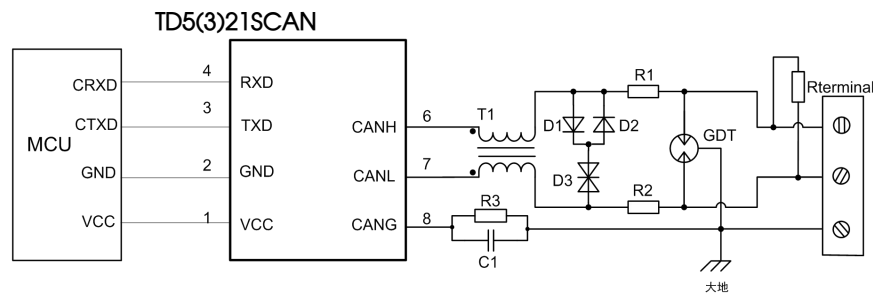 TD5(3)21SCAN
MCU
CRXD
CTXD
GND
VCC
4
3
2
1
RXD
TXD
GND
VCC
CANH
CANL
CANG
6
7
8
T1
D1
D2
D3
R1
R2
GDT
Rterminal
R3
C1
大地